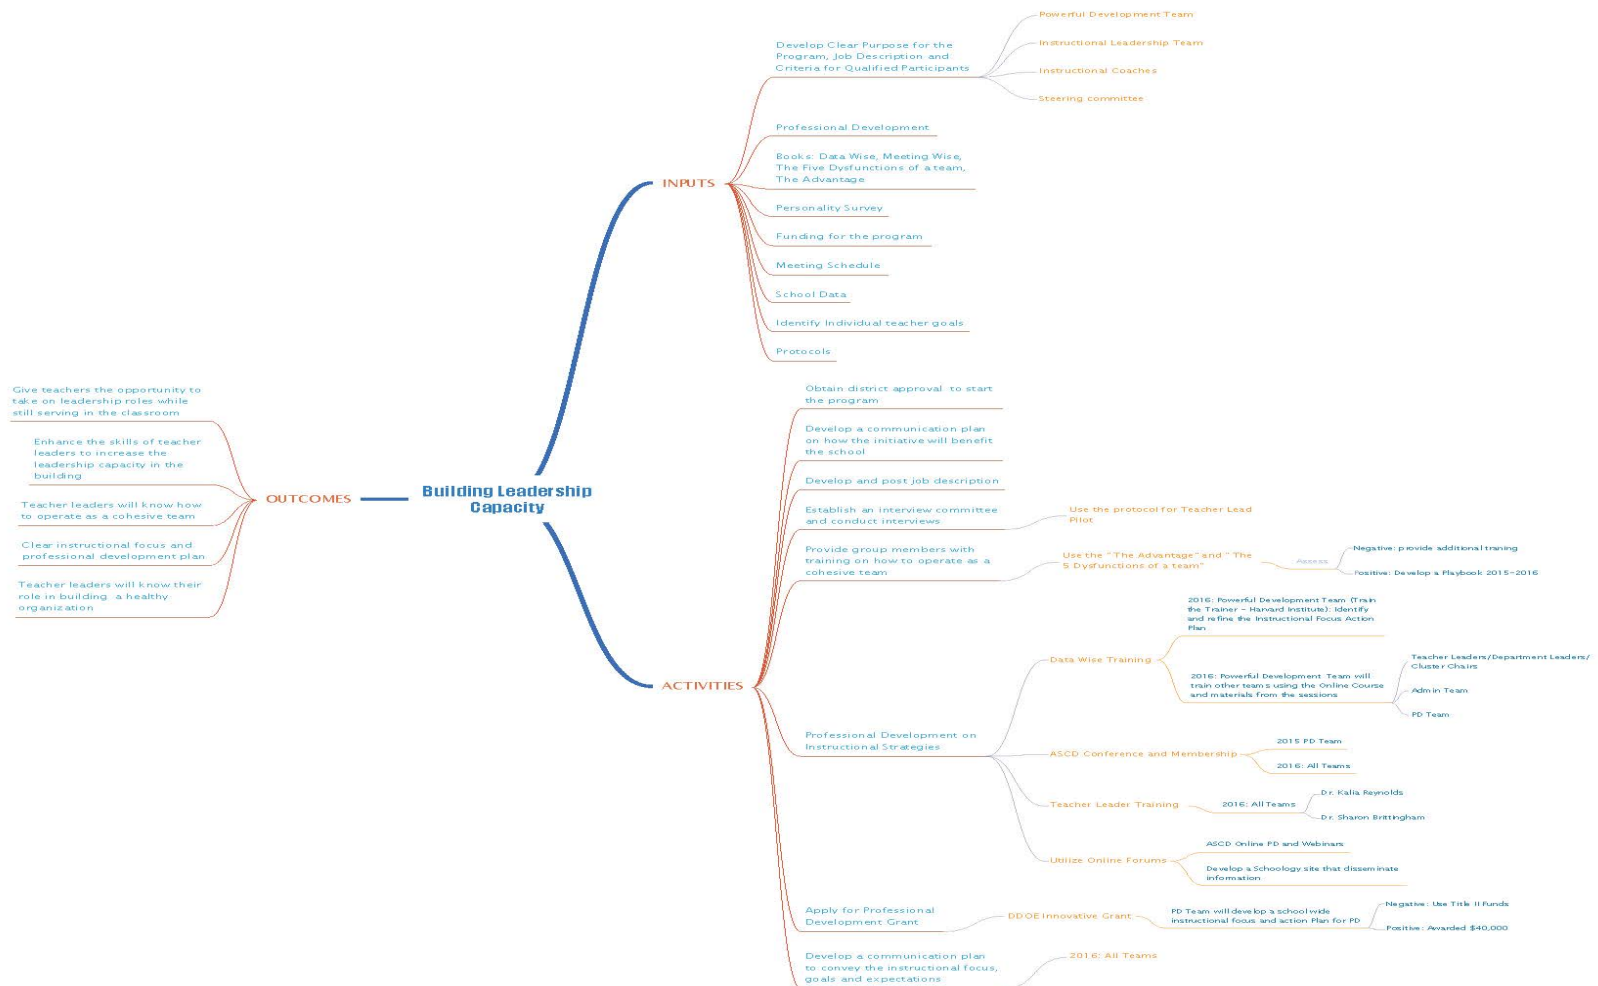 Building Leadership
Capacity
INPUTS
Develop Clear Purpose for the
Program, Job Description and
Criteria for Qualified Participants
Powerful Development Team
Instructional Leadership Team
Instructional Coaches
Steering committee
Professional Development
Books: Data Wise, Meeting Wise,
The Five Dysfunctions of a team,
The Advantage
Personality Survey
Funding for the program
Meeting Schedule
School Data
Identify Individual teacher goals
Protocols
OUTCOMES
Give teachers the opportunity to
take on leadership roles while
still serving in the classroom
Enhance the skills of teacher
leaders to increase the
leadership capacity in the
building
Teacher leaders will know how
to operate as a cohesive team
Clear instructional focus and
professional development plan
Teacher leaders will know their
role in building a healthy
organization
ACTIVITIES
Obtain district approval to start
the program
Develop a communication plan
on how the initiative will benefit
the school
Develop and post job description
Establish an interview committee
and conduct interviews
Use the protocol for Teacher Lead
Pilot
Provide group members with
training on how to operate as a
cohesive team
Use the "The Advantage" and "The
5 Dysfunctions of a team"
Assess
Negative: provide additional traning
Positive: Develop a Playbook 2015-2016
Professional Development on
Instructional Strategies
Data Wise Training
2016: Powerful Development Team (Train
the Trainer - Harvard Institute): Identify
and refine the Instructional Focus Action
Plan
2016: Powerful Development Team will
train other teams using the Online Course
and materials from the sessions
Teacher Leaders/Department Leaders/
Cluster Chairs
Admin Team
PD Team
ASCD Conference and Membership
2015 PD Team
2016: All Teams
Teacher Leader Training
2016: All Teams
Dr. Kalia Reynolds
Dr. Sharon Brittingham
Utilize Online Forums
ASCD Online PD and Webinars
Develop a Schoology site that disseminate
information
Apply for Professional
Development Grant
DDOE Innovative Grant
PD Team will develop a school wide
instructional focus and action Plan for PD
Negative: Use Title II Funds
Positive: Awarded $40,000
Develop a communication plan
to convey the instructional focus,
goals and expectations
2016: All Teams